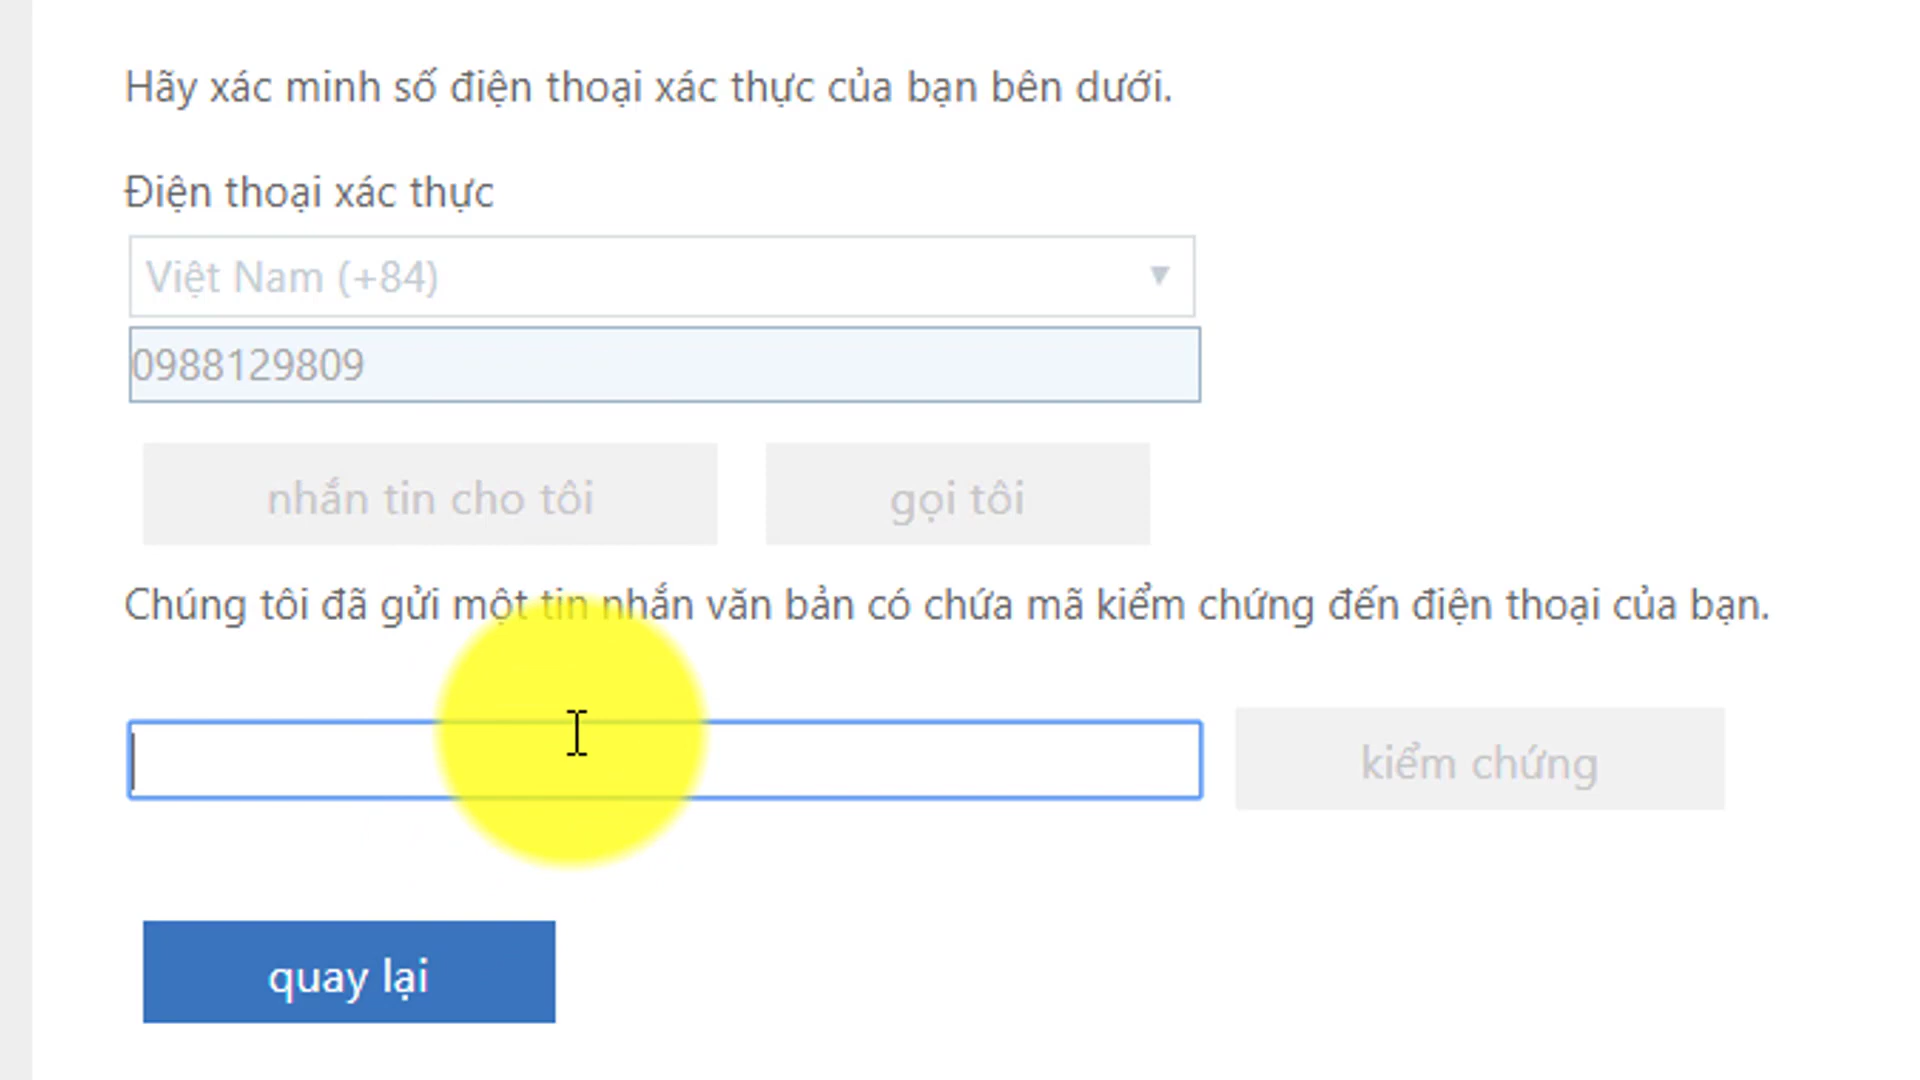 Hãy xác minh số điện thoại xác thực của bạn bên dưới.
Điện thoại xác thực
Việt Nam (+84)
0988129809
nhắn tin cho tôi
gọi tôi
Chúng tôi đã gửi một tin nhắn văn bản có chứa mã kiểm chứng đến điện thoại của bạn.
kiểm chứng
quay lại